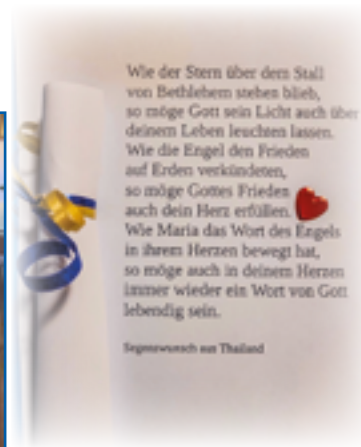 Wie der Stern über dem Stall
von Bethlehem stehen blieb,
so möge Gott sein Licht auch über
deinem Leben leuchten lassen.
Wie die Engel den Frieden
auf Erden verkündeten,
so möge Gottes Frieden
auch dein Herz erfüllen.
Wie Maria das Wort des Engels
in ihrem Herzen bewegt hat,
so möge auch in deinem Herzen
immer wieder ein Wort von Gott
lebendig sein.
Segenswunsch aus Thailand